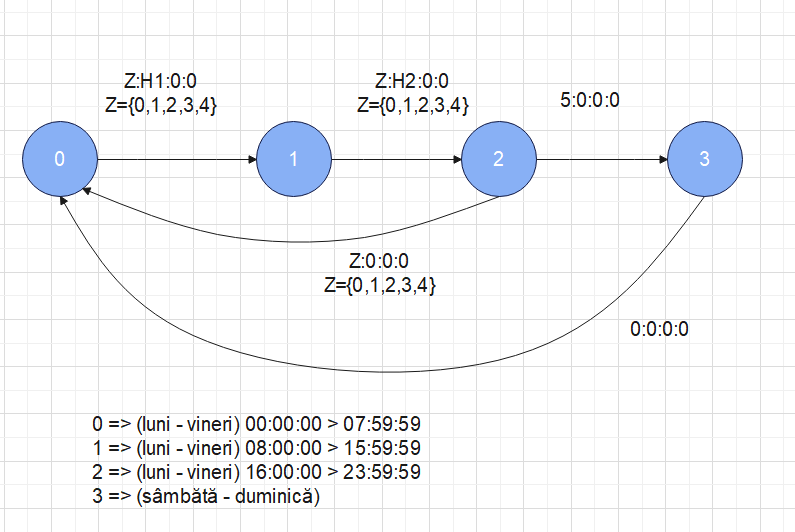 Z:H1:0:0
Z={0,1,2,3,4}
Z:H2:0:0
Z={0,1,2,3,4}
5:0:0:0
0
1
2
3
Z:0:0:0
Z={0,1,2,3,4}
0:0:0:0
0 => (luni - vineri) 00:00:00 > 07:59:59
1 => (luni - vineri) 08:00:00 > 15:59:59
2 => (luni - vineri) 16:00:00 > 23:59:59
3 => (sâmbătă - duminică)